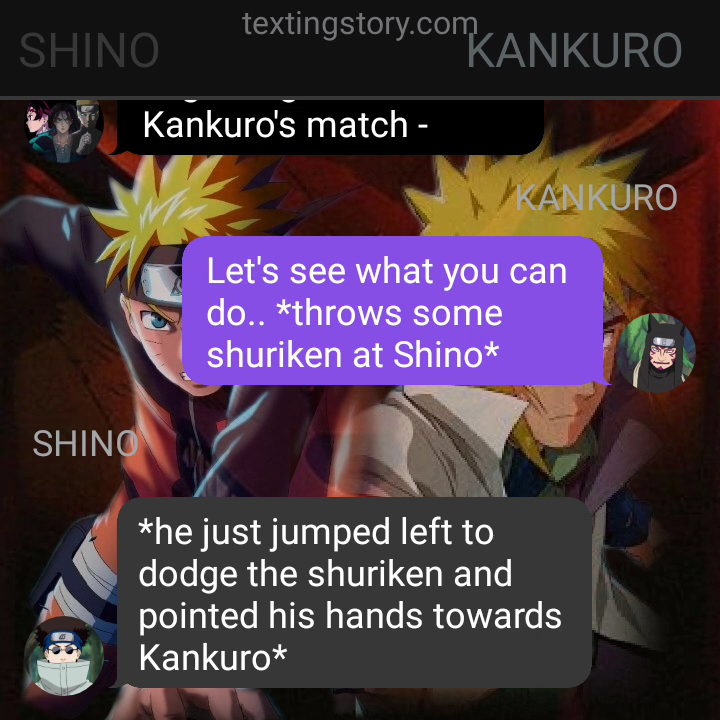 textingstory.com
SHINO
KANKURO
Kankuro's match -
KANKURO
Let's see what you can
do.. *throws some
shuriken at Shino*
SHINO
*he just jumped left to
dodge the shuriken and
pointed his hands towards
Kankuro*